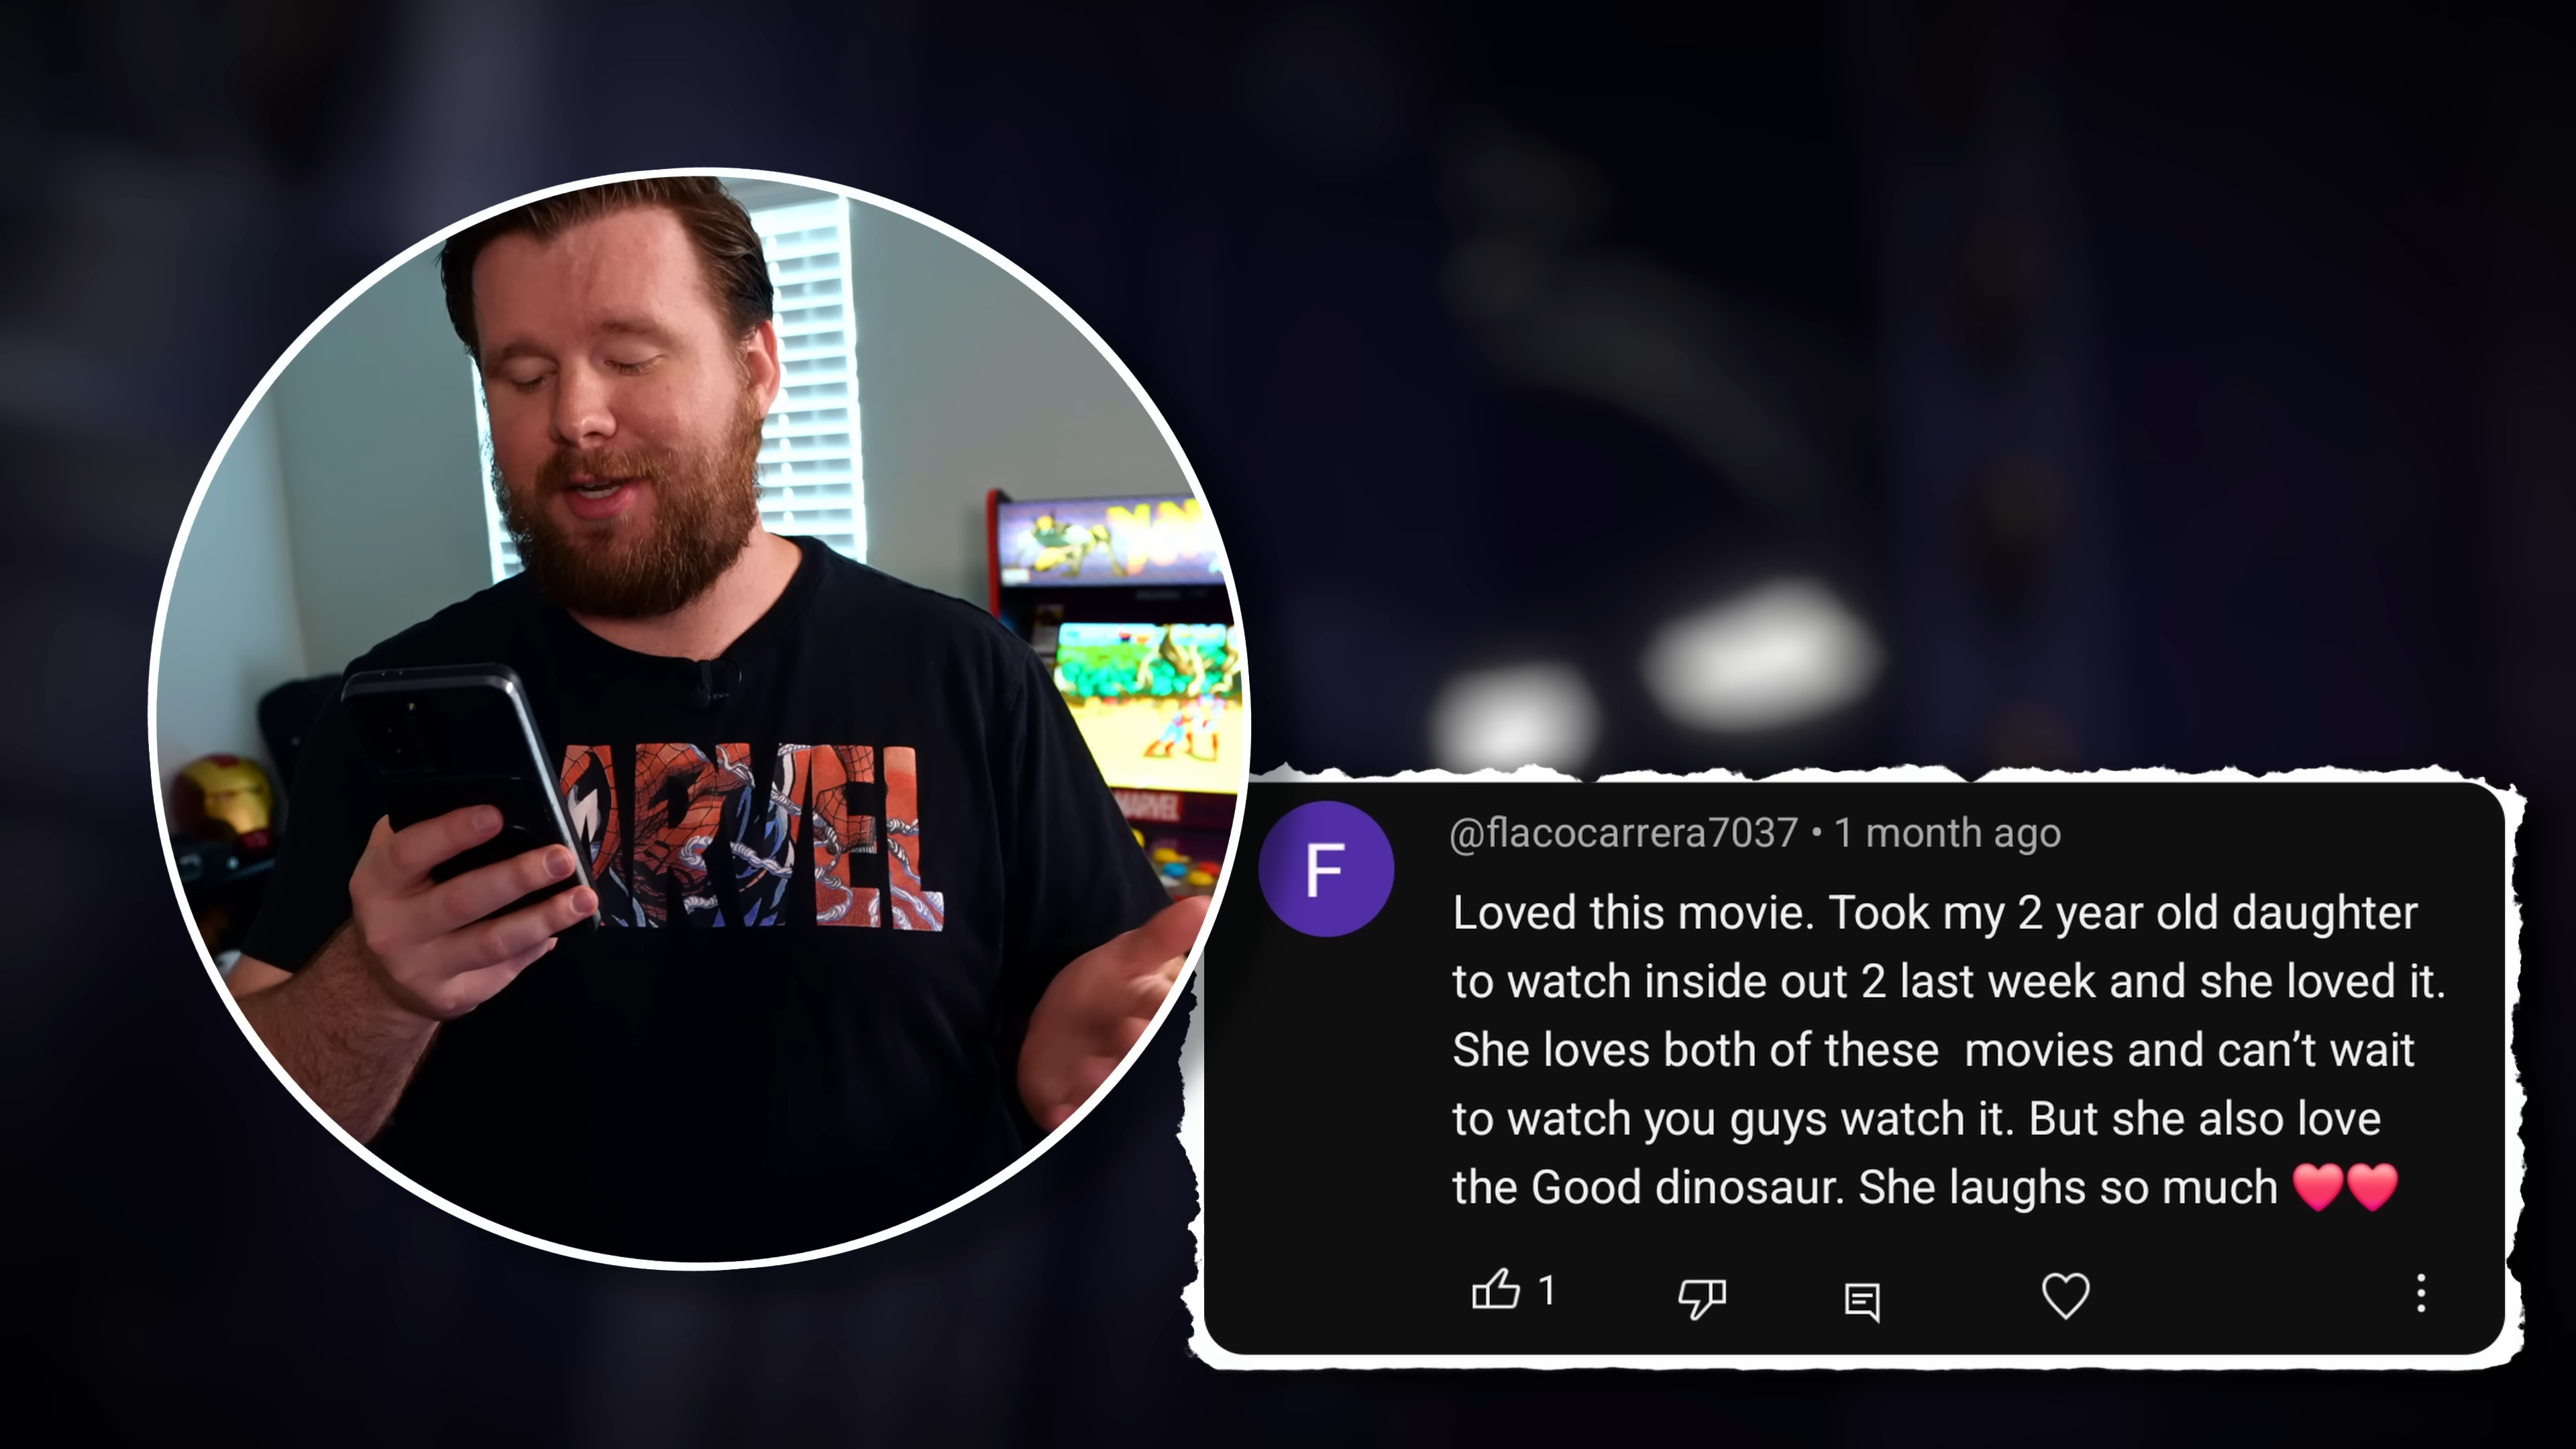 ARVEL
MARVEL
F
@flacocarrera7037 • 1 month ago
Loved this movie. Took my 2 year old daughter
to watch inside out 2 last week and she loved it.
She loves both of these  movies and can’t wait
to watch you guys watch it. But she also love
the Good dinosaur. She laughs so much ❤️❤️
1